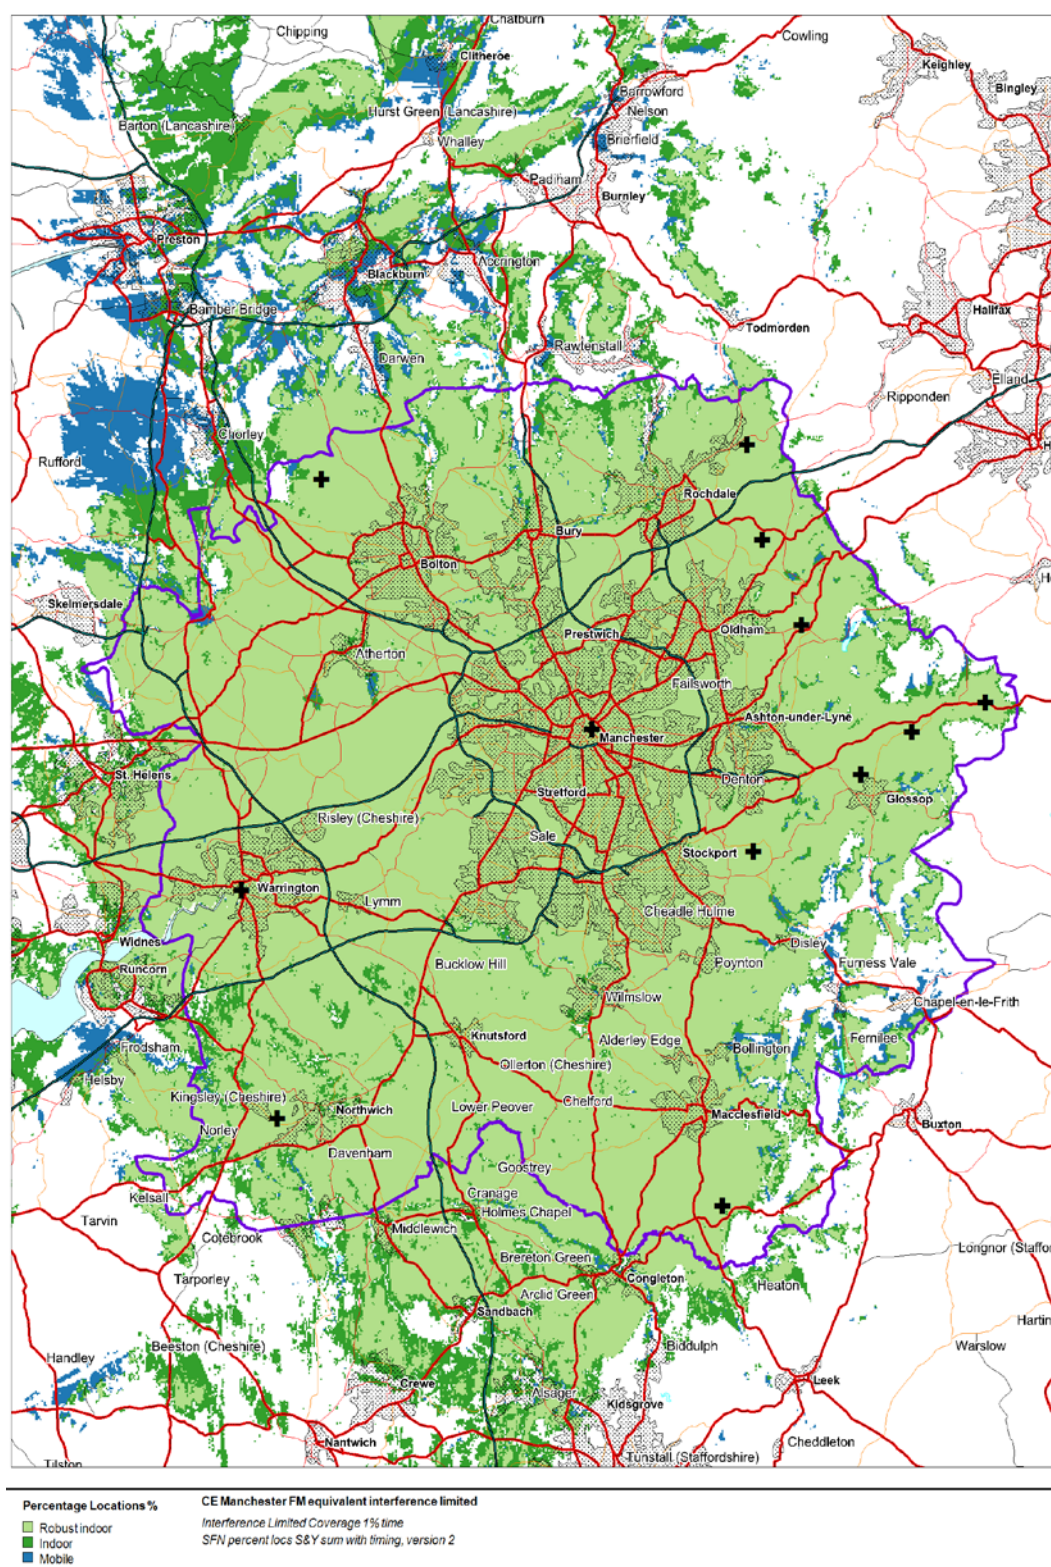 Chatburn
Chipping
Cowling
Clitheroe
Keighley
Bingley
Barrowford
Hurst Green (Lancashire)
Nelson
Barton (Lancashire)
Whalley
Brierfield
Padiham
Burnley
Preston
Accrington
Blackburn
Bamber Bridge
Halifax
Todmorden
Rawtenstall
Darwen
Elland
Ripponden
Chorley
H
Rufford
Rochdale
Bury
Bolton
Skelmersdale
H
Prestwich
Oldham
Atherton
Failsworth
Ashton-under-Lyne
Manchester
St. Helens
Denton
Stretford
Glossop
Risley (Cheshire)
Sale
Stockport
Warrington
Lymm
Cheadle Hulme
Widnes
Disley
Bucklow Hill
Poynton
Furness Vale
Runcorn
Wilmslow
Chapel-en-le-Frith
Knutsford
Alderley Edge
Fernilee
Frodsham
Bollington
Ollerton (Cheshire)
Helsby
Kingsley (Cheshire)
Northwich
Lower Peover
Chelford
Macclesfield
Norley
Buxton
Davenham
Goostrey
Kelsall
Cranage
Holmes Chapel
Tarvin
Middlewich
Cotebrook
Longnor (Staffor
Brereton Green
Tarporley
Congleton
Heaton
Arclid Green
Sandbach
Hartin
Beeston (Cheshire)
Biddulph
Warslow
Handley
Crewe
Leek
Alsager
Kidsgrove
Nantwich
Cheddleton
Tilston
Tunstall (Staffordshire)
Percentage Locations %
Robust indoor
Indoor
Mobile
CE Manchester FM equivalent interference limited
Interference Limited Coverage 1% time
SFN percent locs S&Y sum with timing, version 2